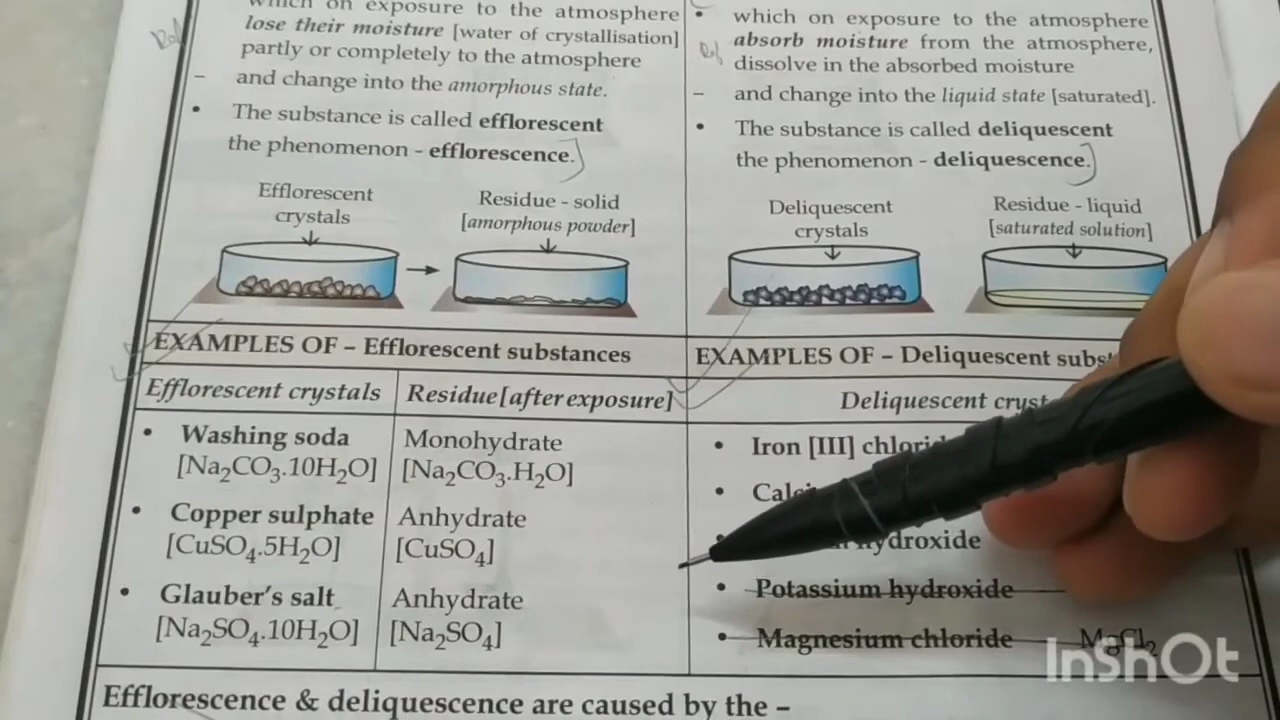 which on exposure to the atmosphere
lose their moisture [water of crystallisation]
partly or completely to the atmosphere
– and change into the amorphous state.
• The substance is called efflorescent
the phenomenon - efflorescence.
Efflorescent
crystals
Residue - solid
[amorphous powder]
• which on exposure to the atmosphere
absorb moisture from the atmosphere,
dissolve in the absorbed moisture
– and change into the liquid state [saturated].
• The substance is called deliquescent
the phenomenon - deliquescence.
Deliquescent
crystals
Residue - liquid
[saturated solution]
EXAMPLES OF – Efflorescent substances
Efflorescent crystals
Residue [after exposure]
• Washing soda
[Na₂CO₃.10H₂O]
Monohydrate
[Na₂CO₃.H₂O]
• Copper sulphate
[CuSO₄.5H₂O]
Anhydrate
[CuSO₄]
• Glauber's salt
[Na₂SO₄.10H₂O]
Anhydrate
[Na₂SO₄]
EXAMPLES OF – Deliquescent
Deliquescent
• Iron [III]
•
hydroxide
• Potassium hydroxide
• Magnesium chloride MgCl₂
Efflorescence & deliquescence are caused by the –
InShOt